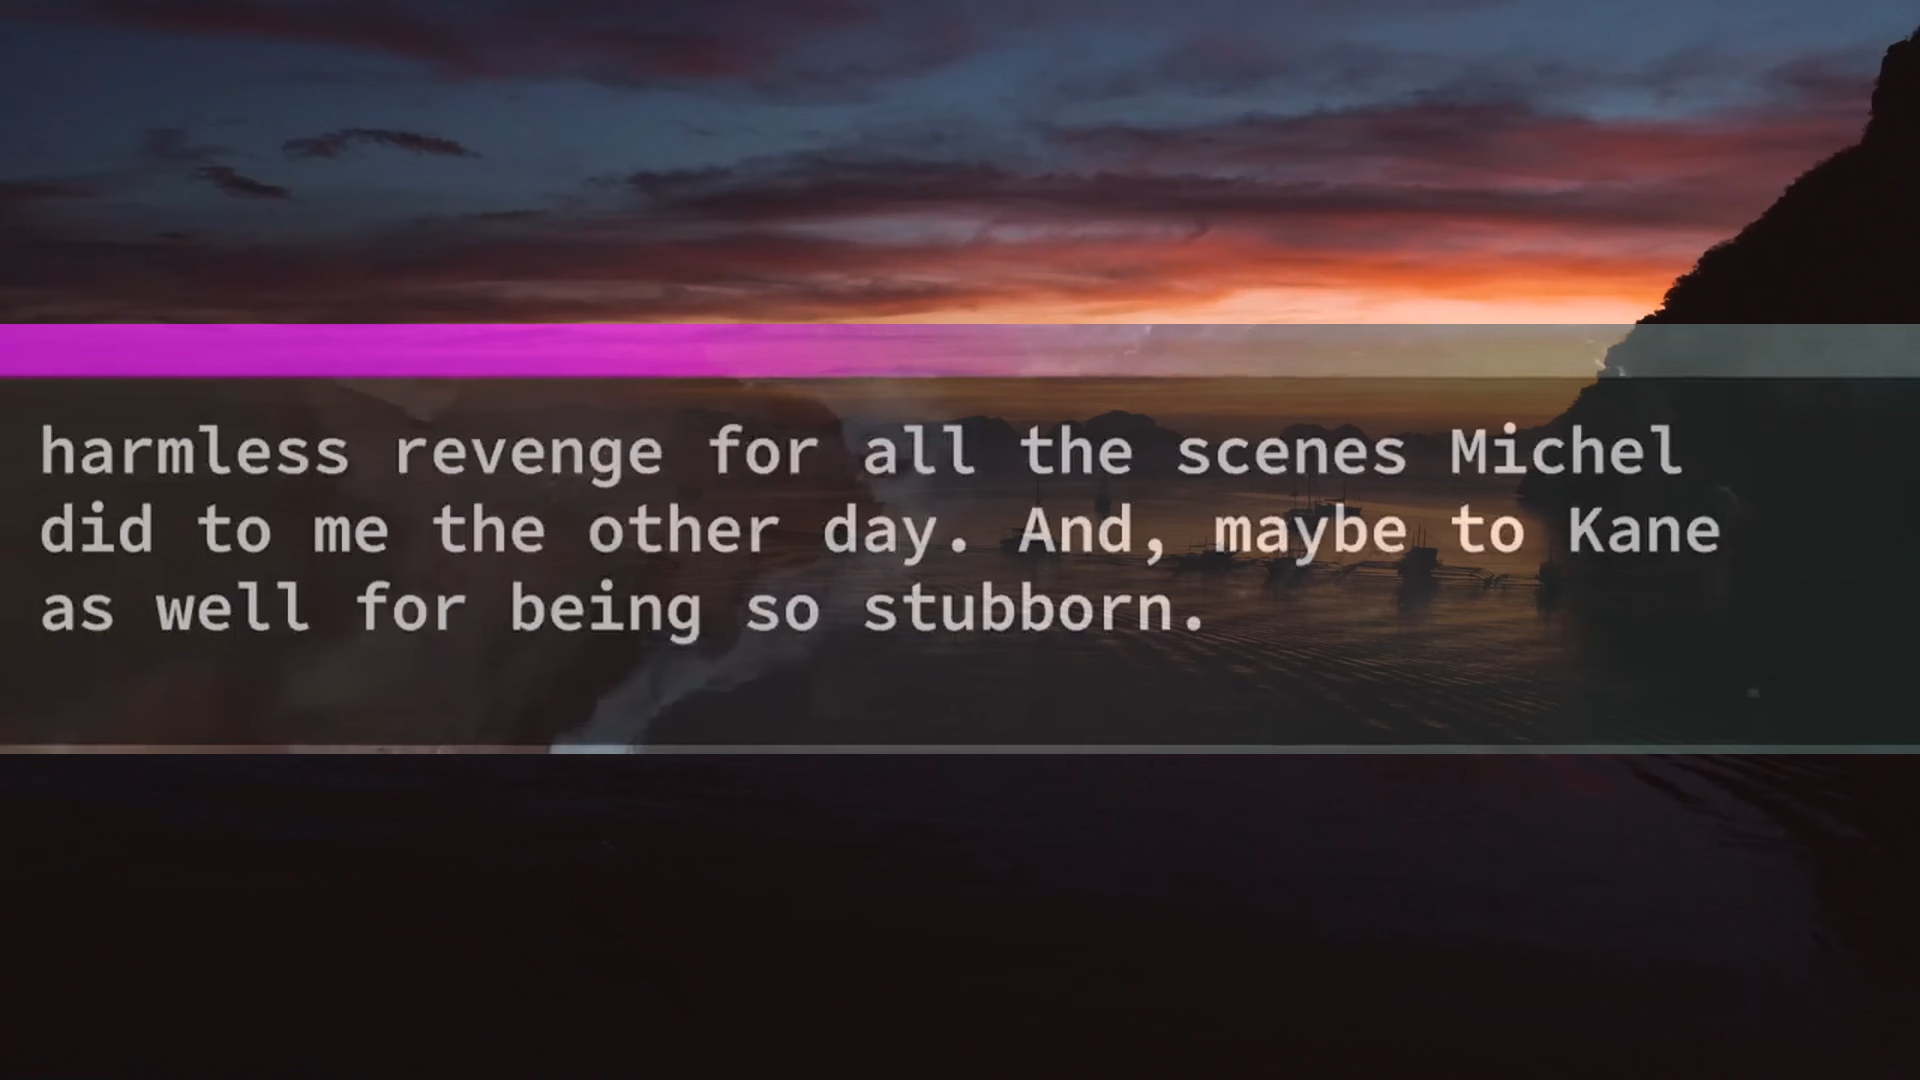 harmless revenge for all the scenes Michel
did to me the other day. And, maybe to Kane
as well for being so stubborn.